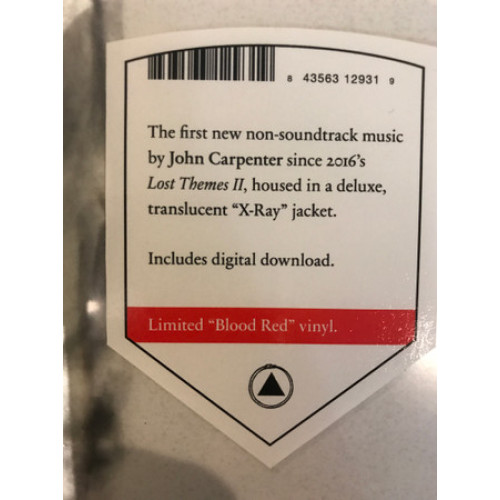 8 43563 12931 9
The first new non-soundtrack music
by John Carpenter since 2016's
Lost Themes II, housed in a deluxe,
translucent “X-Ray” jacket.
Includes digital download.
Limited “Blood Red” vinyl.